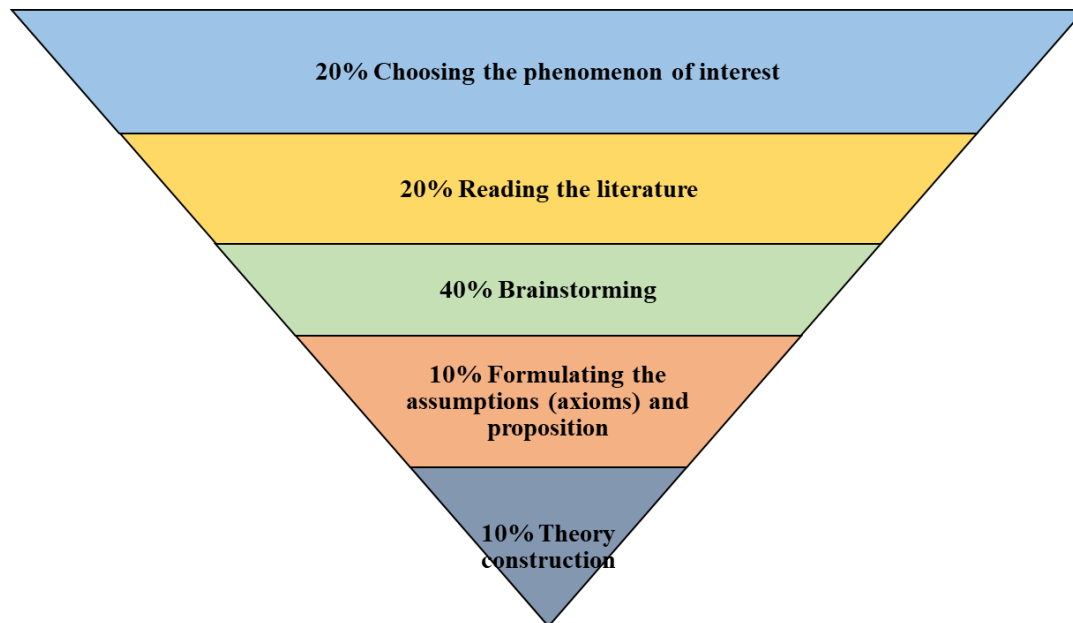 20% Choosing the phenomenon of interest
20% Reading the literature
40% Brainstorming
10% Formulating the
assumptions (axioms) and
proposition
10% Theory
construction